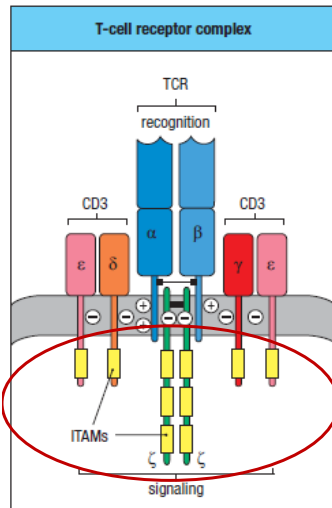 T-cell receptor complex
TCR
recognition
CD3
CD3
α
β
ε
δ
γ
ε
+
+
+
+
−
−
−
−
−
ITAMs
ζ
ζ
signaling